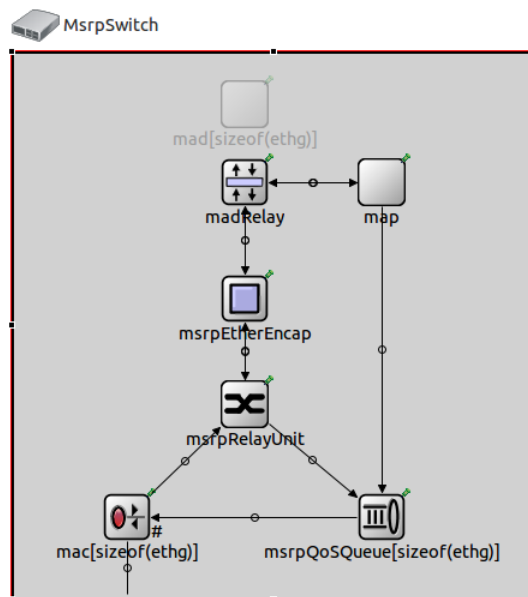 MsrpSwitch
mad[sizeof(ethg)]
madRelay
map
msrpEtherEncap
msrpRelayUnit
#
mac[sizeof(ethg)]
msrpQoSQueue[sizeof(ethg)]